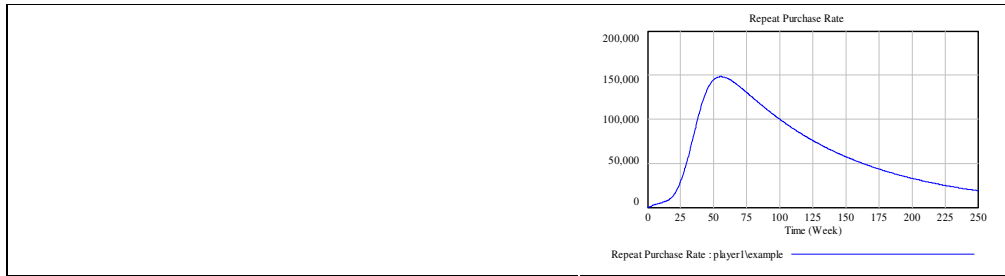 Repeat Purchase Rate
200,000
150,000
100,000
50,000
0
0 25 50 75 100 125 150 175 200 225 250
Time (Week)
Repeat Purchase Rate : player1\example